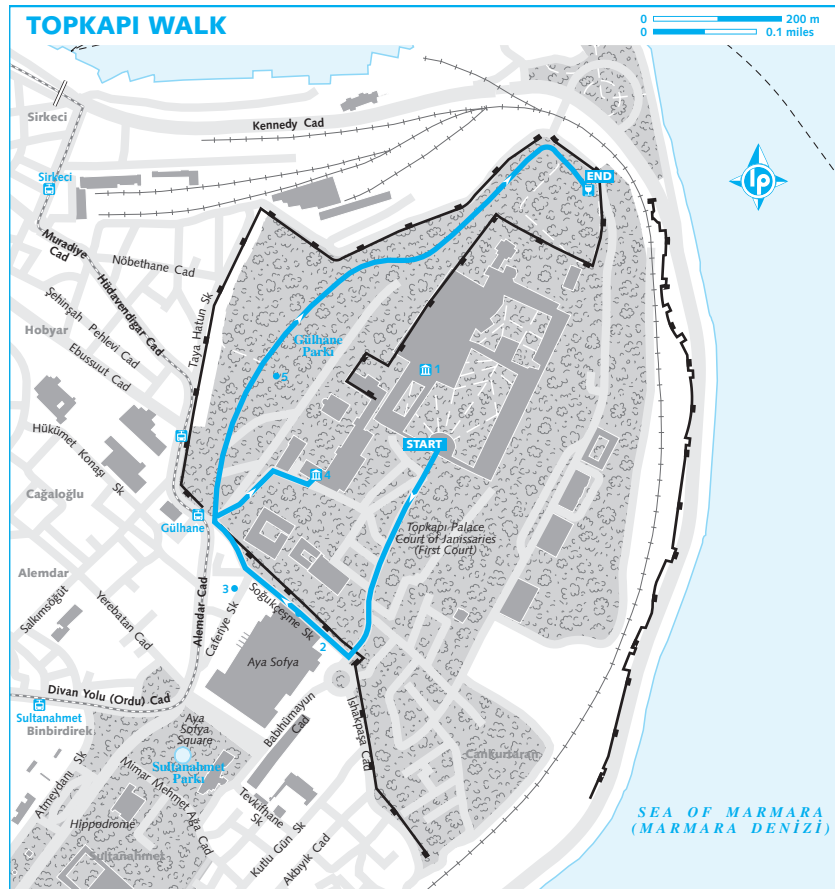 TOPKAPI WALK
0 200 m
0 0.1 miles
Sirkeci
Kennedy Cad
Sirkeci
lp
END
Muradiye
Cad
Nöbethane Cad
Hüdavendigar Cad
Şehinşah Pehlevi Cad
Hobyar
Ebussuut Cad
Taya Hatun Sk
Gülhane
Parkı
5
1
START
Hükümet Konağı Sk
4
Cağaloğlu
Gülhane
Topkapı Palace
Court of Janissaries
(First Court)
Alemdar
Salkımsöğüt
Yerebatan Cad
Alemdar Cad
3
Caferiye Sk
Soğukçeşme Sk
2
Aya Sofya
Divan Yolu (Ordu) Cad
Sultanahmet
Binbirdirek
Aya
Sofya
Square
Babıhümayun
Cad
İshakpaşa Cad
Cankurtaran
Sultanahmet
Parkı
Atmeydanı Sk
Mimar Mehmet Ağa Cad
Tevkifhane
Sk
Kutlu Gün Sk
Akbıyık Cad
Hippodrome
Sultanahmet
SEA OF MARMARA
(MARMARA DENİZİ)